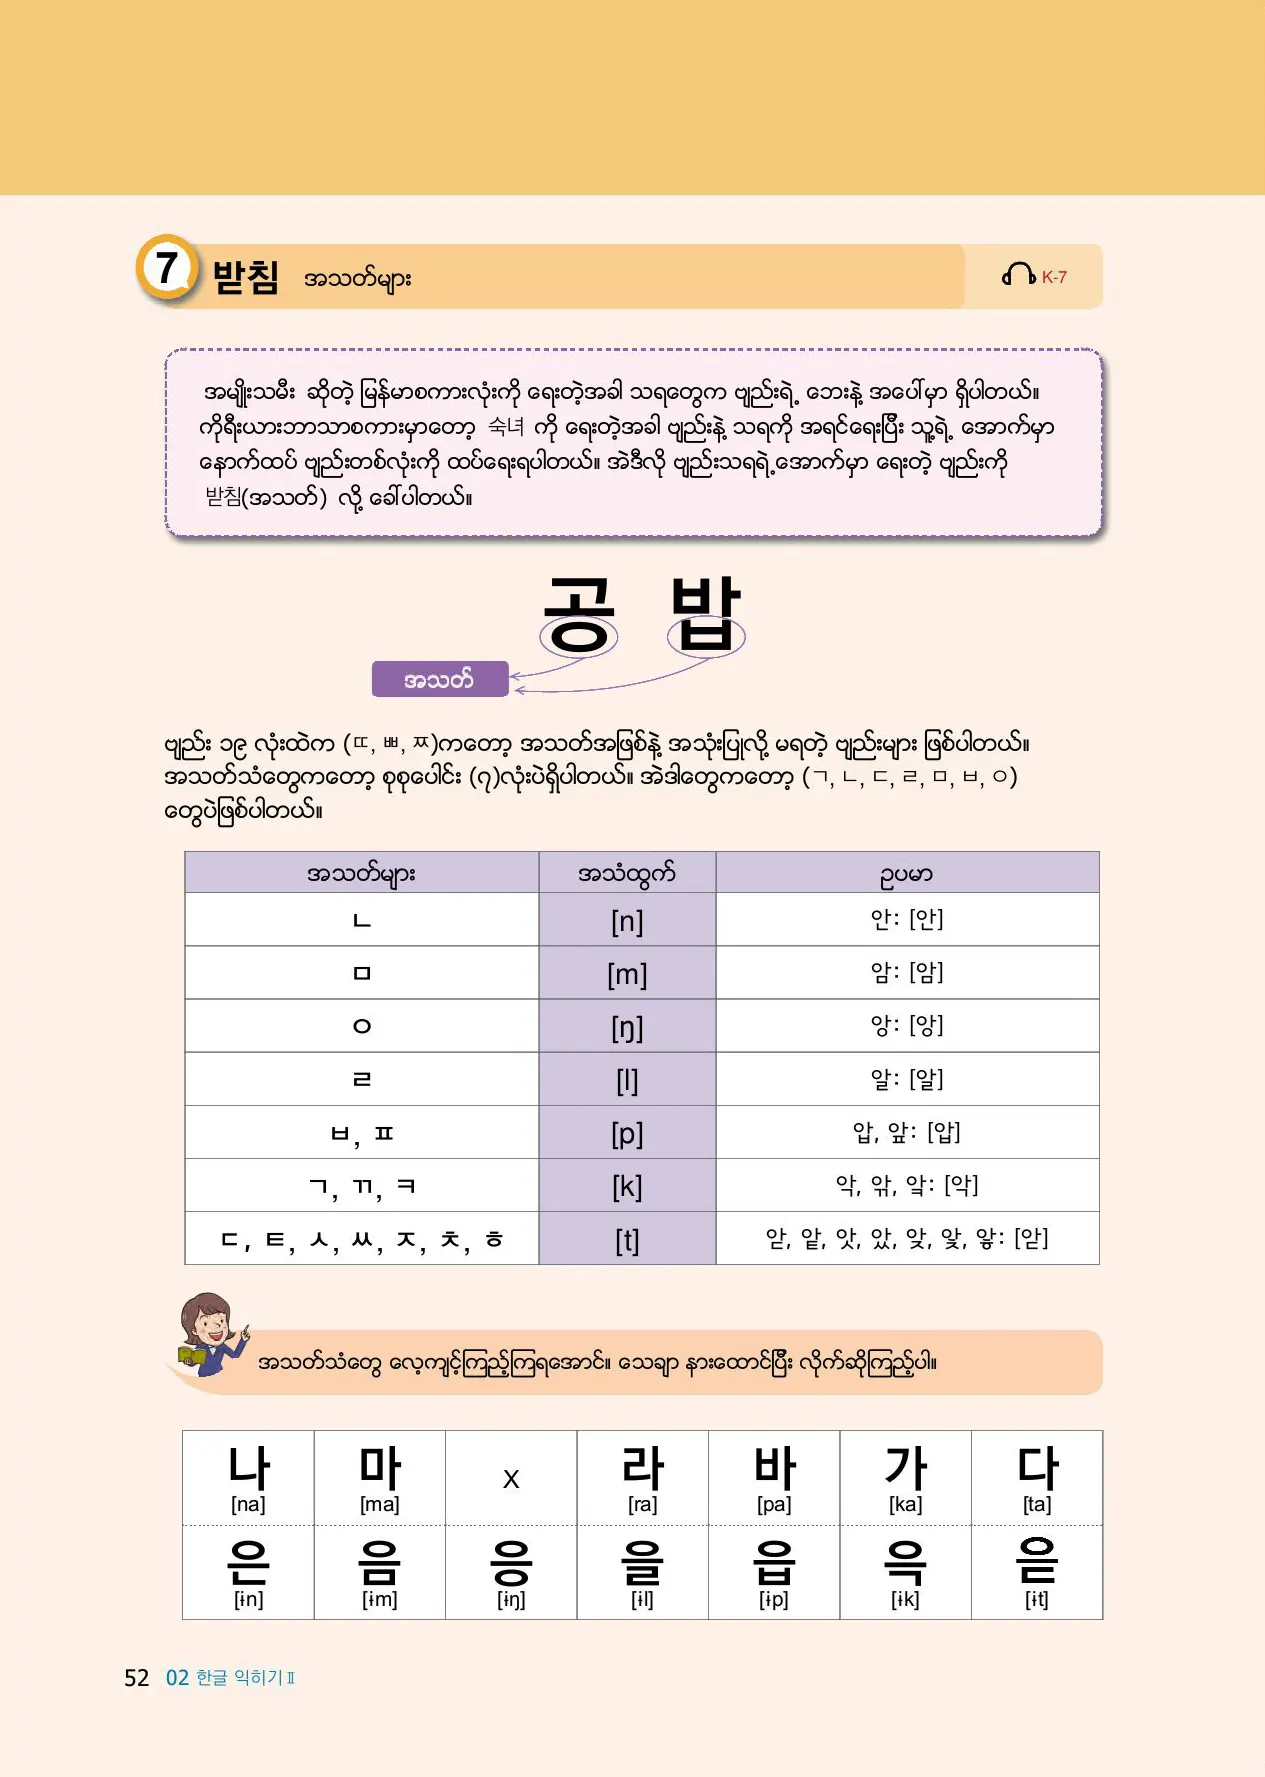 7 받침 အသတ်များ K-7
အမျိုးသမီး ဆိုတဲ့ မြန်မာစကားလုံးကို ရေးတဲ့အခါ သရတွေက ဗျည်းရဲ့ ဘေးနဲ့ အပေါ်မှာ ရှိပါတယ်။
ကိုရီးယားဘာသာစကားမှာတော့ 숙녀 ကို ရေးတဲ့အခါ ဗျည်းနဲ့ သရကို အရင်ရေးပြီး သူ့ရဲ့ အောက်မှာ
နောက်ထပ် ဗျည်းတစ်လုံးကို ထပ်ရေးရပါတယ်။ အဲဒီလို ဗျည်းသရရဲ့အောက်မှာ ရေးတဲ့ ဗျည်းကို
받침(အသတ်) လို့ ခေါ်ပါတယ်။
공 밥
အသတ်
ဗျည်း ၁၉ လုံးထဲက (ㄸ, ㅃ, ㅉ)ကတော့ အသတ်အဖြစ်နဲ့ အသုံးပြုလို့ မရတဲ့ ဗျည်းများ ဖြစ်ပါတယ်။
အသတ်သံတွေကတော့ စုစုပေါင်း (၇)လုံးပဲရှိပါတယ်။ အဲဒါတွေကတော့ (ㄱ, ㄴ, ㄷ, ㄹ, ㅁ, ㅂ, ㅇ)
တွေပဲဖြစ်ပါတယ်။
အသတ်များ အသံထွက် ဥပမာ
ㄴ [n] 안: [안]
ㅁ [m] 암: [암]
ㅇ [ŋ] 앙: [앙]
ㄹ [l] 알: [알]
ㅂ, ㅍ [p] 압, 앞: [압]
ㄱ, ㄲ, ㅋ [k] 악, 앆, 앜: [악]
ㄷ, ㅌ, ㅅ, ㅆ, ㅈ, ㅊ, ㅎ [t] 앋, 앝, 앗, 았, 앚, 앛, 앟: [앋]
အသတ်သံတွေ လေ့ကျင့်ကြည့်ကြရအောင်။ သေချာ နားထောင်ပြီး လိုက်ဆိုကြည့်ပါ။
나 마 X 라 바 가 다
[na] [ma] [ra] [pa] [ka] [ta]
은 음 응 을 읍 윽 읃
[ɨn] [ɨm] [ɨŋ] [ɨl] [ɨp] [ɨk] [ɨt]
52 02 한글 익히기Ⅱ